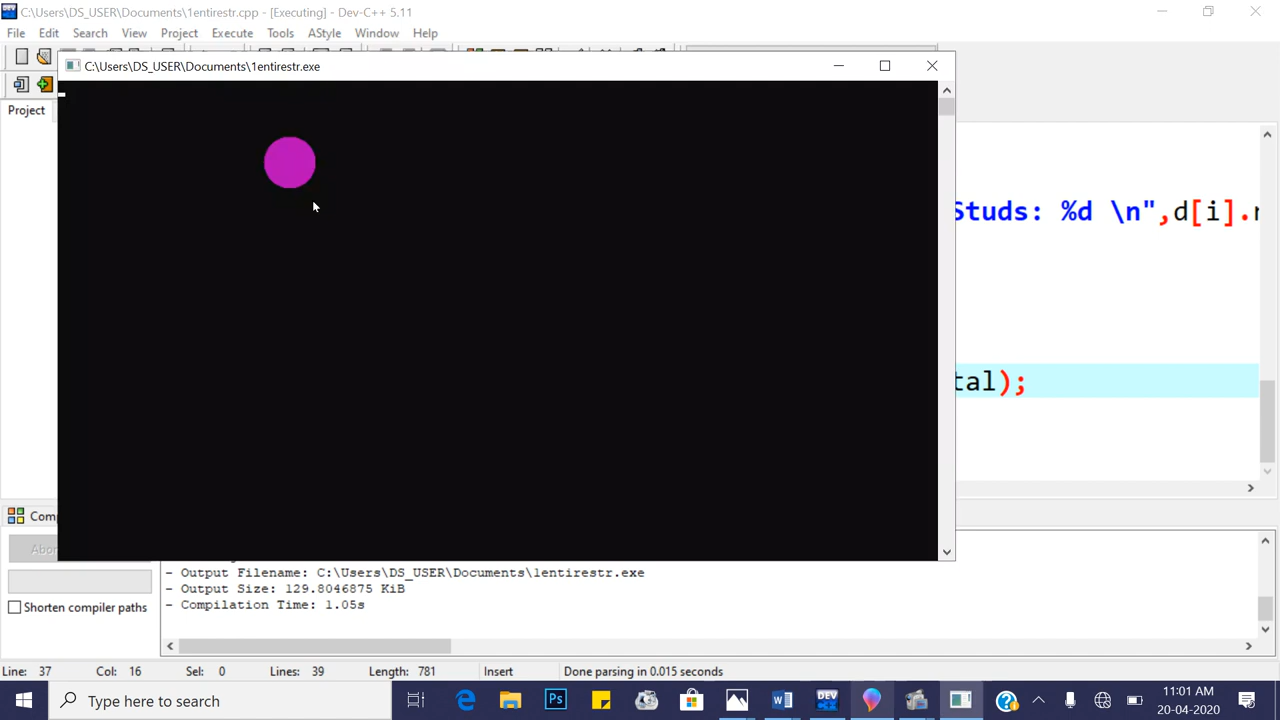 C:\Users\DS_USER\Documents\1entirestr.cpp - [Executing] - Dev-C++ 5.11
File Edit Search View Project Execute Tools AStyle Window Help
C:\Users\DS_USER\Documents\1entirestr.exe
Project
Studs: %d \n",d[i].
tal);
- Output Filename: C:\Users\DS_USER\Documents\1entirestr.exe
- Output Size: 129.8046875 KiB
- Compilation Time: 1.05s
Shorten compiler paths
Line: 37 Col: 16 Sel: 0 Lines: 39 Length: 781 Insert Done parsing in 0.015 seconds
Type here to search
Ps
W
DEV
11:01 AM
20-04-2020